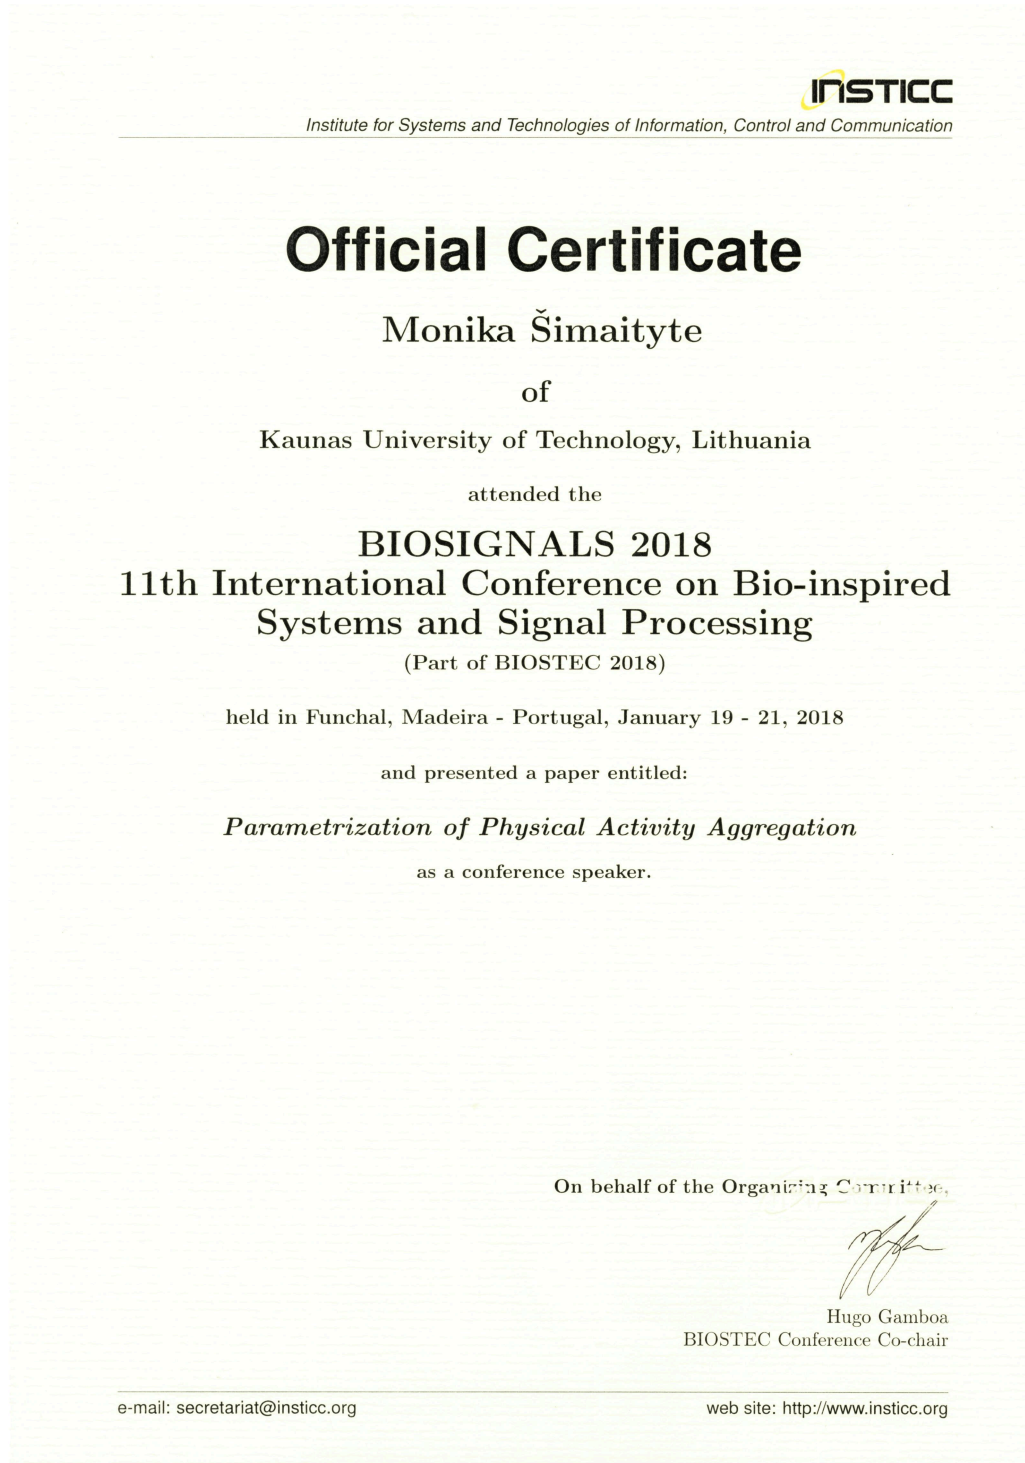 INSTICC
Institute for Systems and Technologies of Information, Control and Communication
Official Certificate
Monika Šimaityte
of
Kaunas University of Technology, Lithuania
attended the
BIOSIGNALS 2018
11th International Conference on Bio-inspired
Systems and Signal Processing
(Part of BIOSTEC 2018)
held in Funchal, Madeira - Portugal, January 19 - 21, 2018
and presented a paper entitled:
Parametrization of Physical Activity Aggregation
as a conference speaker.
On behalf of the Organizing Committee,
Hugo Gamboa
BIOSTEC Conference Co-chair
e-mail: secretariat@insticc.org
web site: http://www.insticc.org